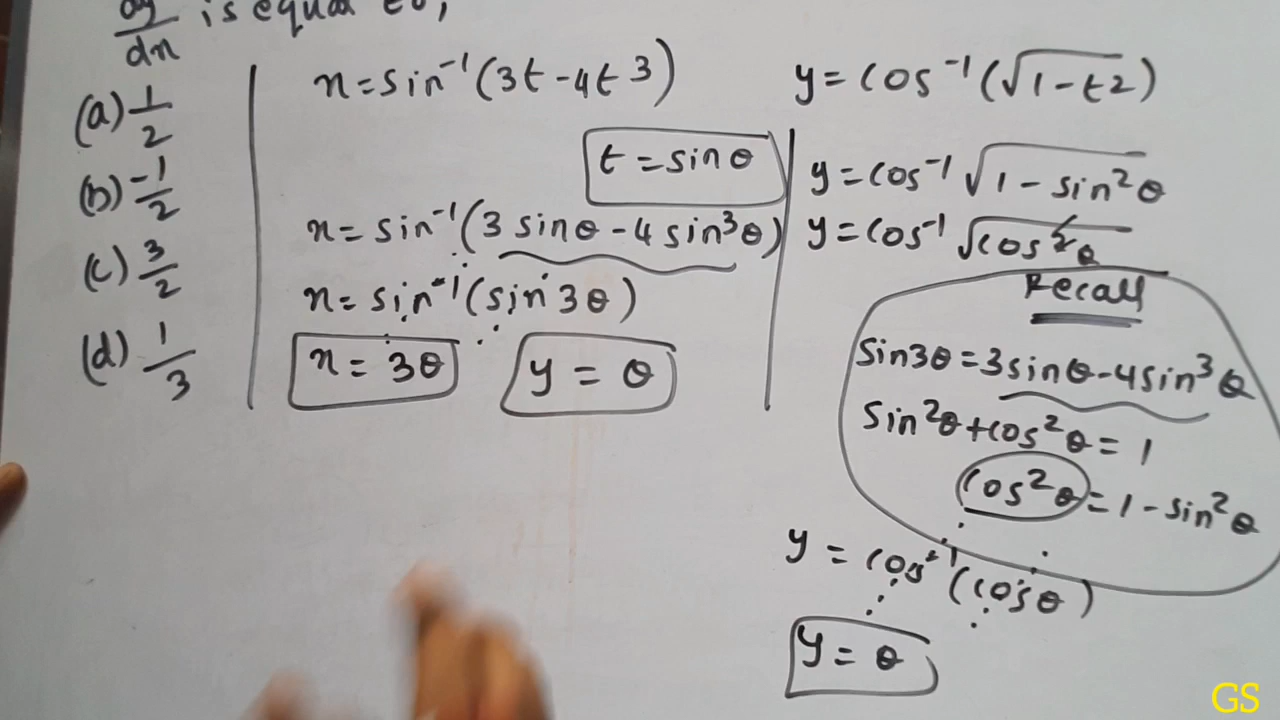 dy/dx is equal to,
(a) 1/2
(b) -1/2
(c) 3/2
(d) 1/3
x = sin⁻¹(3t - 4t³)
t = sinθ
x = sin⁻¹(3 sinθ - 4 sin³θ)
x = sin⁻¹(sin 3θ)
x = 3θ
y = θ
y = cos⁻¹(√1-t²)
y = cos⁻¹ √1 - sin²θ
y = cos⁻¹ √cos²θ
Recall
sin3θ = 3sinθ - 4sin³θ
sin²θ + cos²θ = 1
cos²θ = 1 - sin²θ
y = cos⁻¹(cosθ)
y = θ
GS